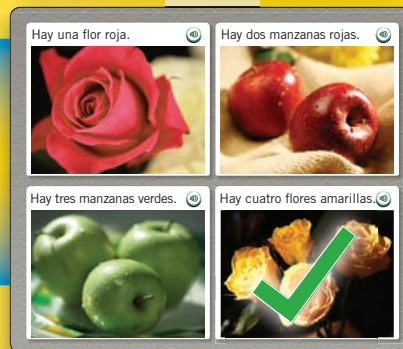 Hay una flor roja.
Hay dos manzanas rojas.
Hay tres manzanas verdes.
Hay cuatro flores amarillas.